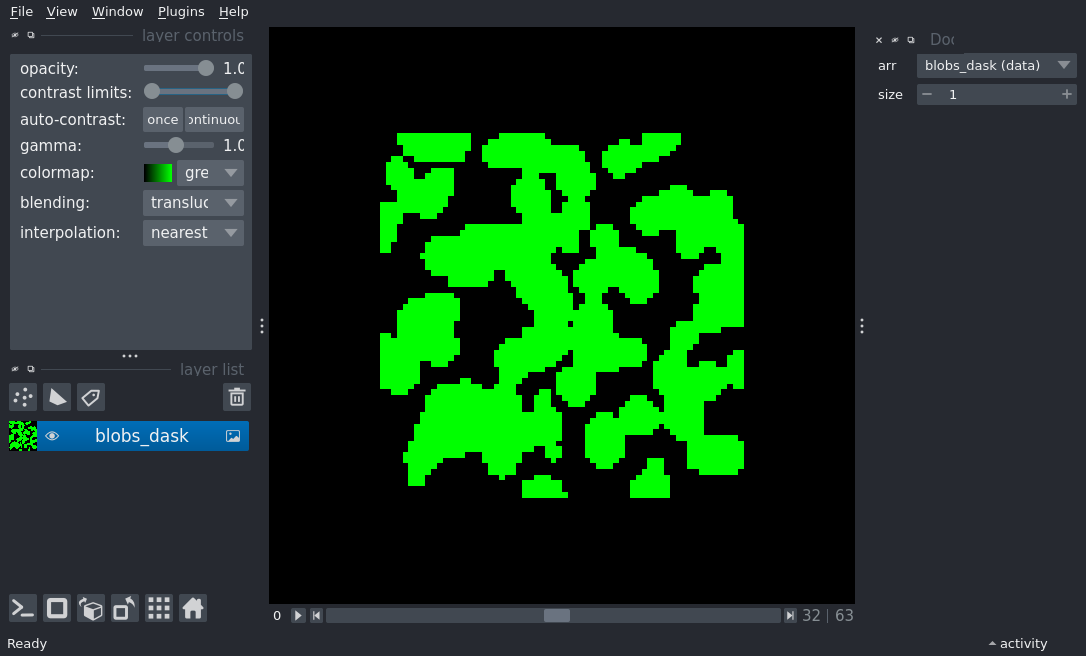 File View Window Plugins Help
layer controls
opacity: 1.0
contrast limits:
auto-contrast: once ontinuou
gamma: 1.0
colormap: gre
blending: transluc
interpolation: nearest
layer list
blobs_dask
Doc
arr blobs_dask (data)
size 1
0 32 | 63
Ready
activity